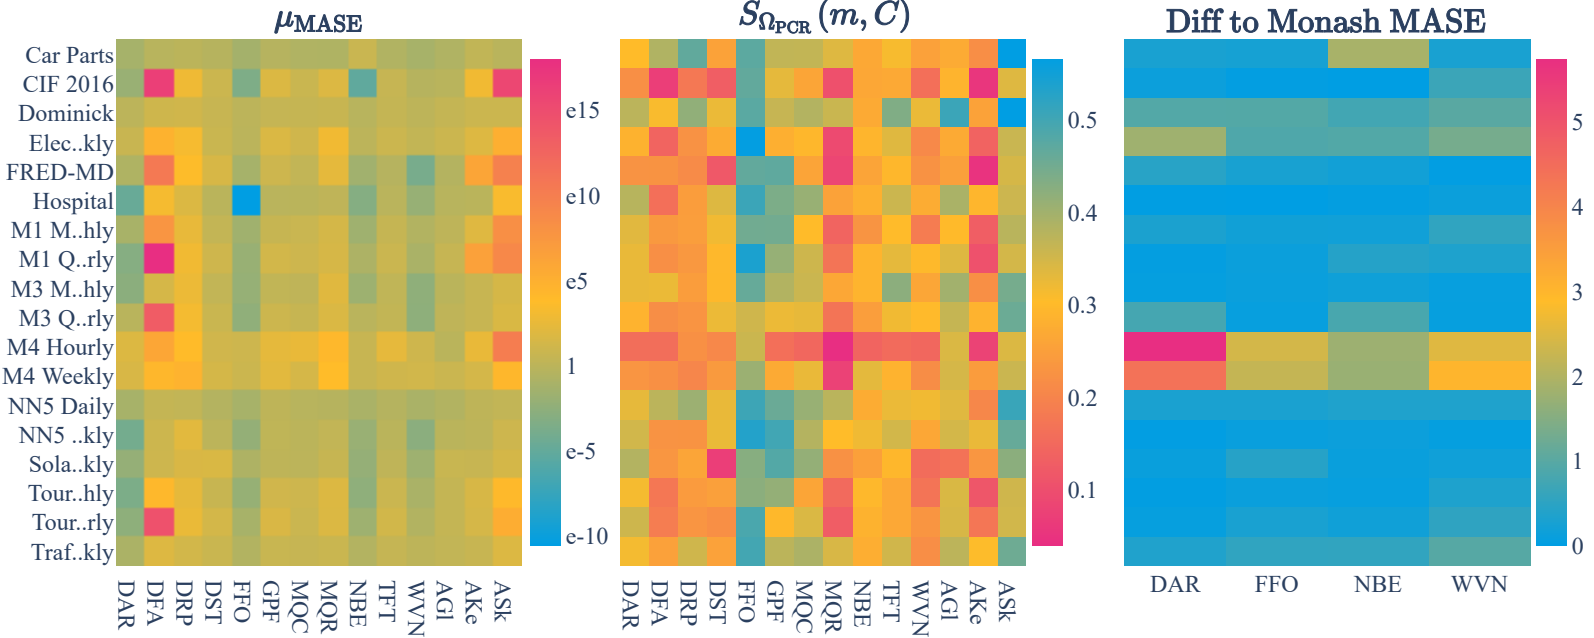 μMASE
S_Ω_PCR (m, C)
Diff to Monash MASE
Car Parts
CIF 2016
Dominick
Elec..kly
FRED-MD
Hospital
M1 M..hly
M1 Q..rly
M3 M..hly
M3 Q..rly
M4 Hourly
M4 Weekly
NN5 Daily
NN5 ..kly
Sola..kly
Tour..hly
Tour..rly
Traf..kly
e15
e10
e5
1
e-5
e-10
0.5
0.4
0.3
0.2
0.1
5
4
3
2
1
0
DAR DFA DRP DST FFO GPF MQC MQR NBE TFT WVN AGl AKe ASk
DAR DFA DRP DST FFO GPF MQC MQR NBE TFT WVN AGl AKe ASk
DAR FFO NBE WVN